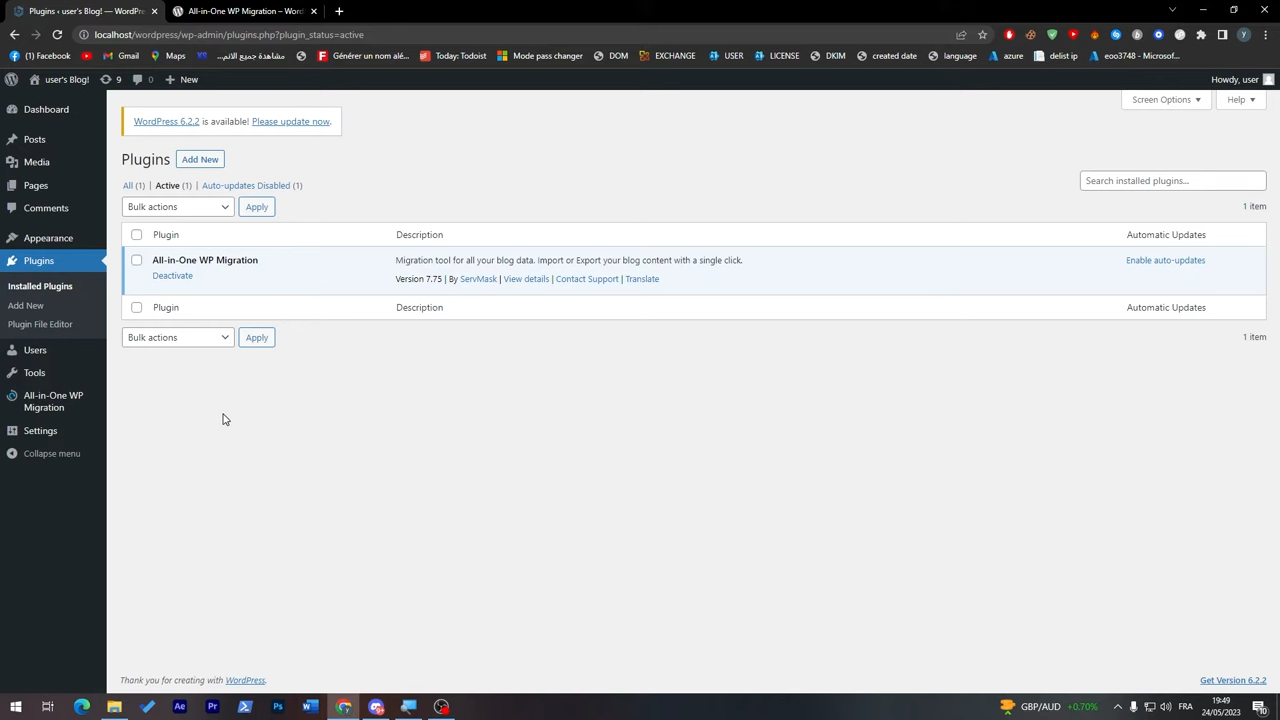 Plugins ‹ user's Blog! — WordPre
All-in-One WP Migration – Word
localhost/wordpress/wp-admin/plugins.php?plugin_status=active
(1) Facebook
Gmail
Maps
Gérer un nom alé...
Today: Todoist
Mode pass changer
مشاهدة جميع الانم...
DOM
EXCHANGE
USER
LICENSE
DKIM
created date
language
azure
delist ip
eoo3748 - Microsof...
user's Blog!
9
0
New
Howdy, user
Dashboard
Posts
Media
Pages
Comments
Appearance
Plugins
Installed Plugins
Add New
Plugin File Editor
Users
Tools
All-in-One WP
Migration
Settings
Collapse menu
Screen Options
Help
WordPress 6.2.2 is available! Please update now.
Plugins
Add New
All (1) | Active (1) | Auto-updates Disabled (1)
Search installed plugins...
Bulk actions
Apply
1 item
Plugin
Description
Automatic Updates
All-in-One WP Migration
Migration tool for all your blog data. Import or Export your blog content with a single click.
Enable auto-updates
Deactivate
Version 7.75 | By ServMask | View details | Contact Support | Translate
Plugin
Description
Automatic Updates
Bulk actions
Apply
1 item
Thank you for creating with WordPress.
Get Version 6.2.2
GBP/AUD
+0.70%
FRA
19:49
24/05/2023